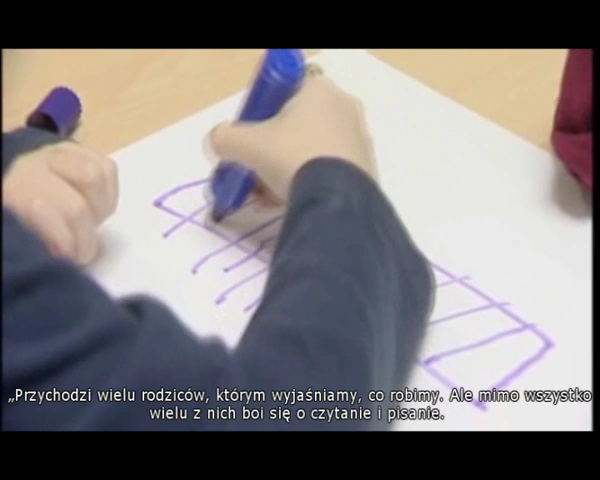 „Przychodzi wielu rodziców, którym wyjaśniamy, co robimy. Ale mimo wszystko
wielu z nich boi się o czytanie i pisanie.